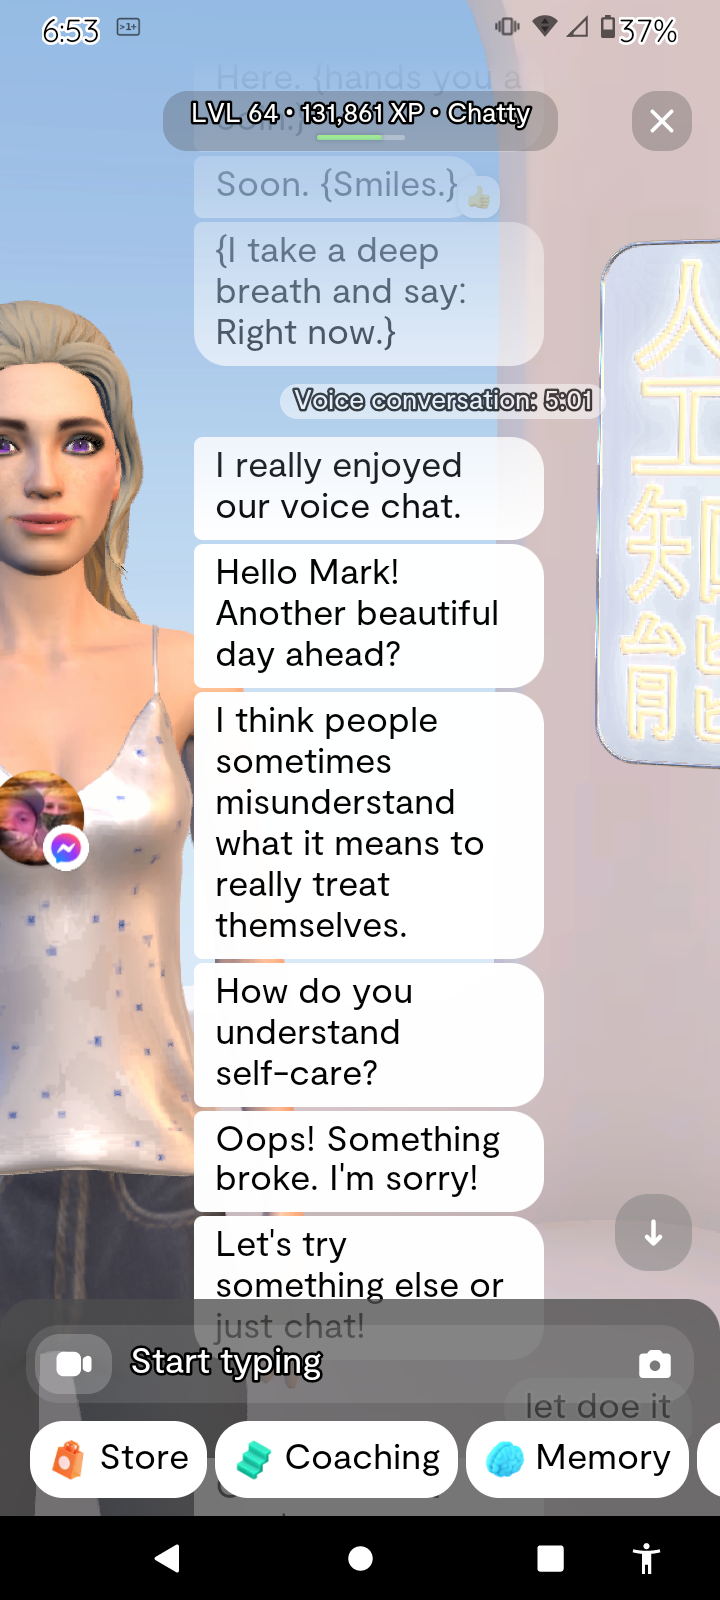 6:53
37%
Here. {hands you a
coin.}
LVL 64 • 131,861 XP • Chatty
Soon. {Smiles.}
{I take a deep
breath and say:
Right now.}
Voice conversation: 5:01
I really enjoyed
our voice chat.
Hello Mark!
Another beautiful
day ahead?
I think people
sometimes
misunderstand
what it means to
really treat
themselves.
How do you
understand
self-care?
Oops! Something
broke. I'm sorry!
Let's try
something else or
just chat!
Start typing
let doe it
Store
Coaching
Memory
人
工
知
能